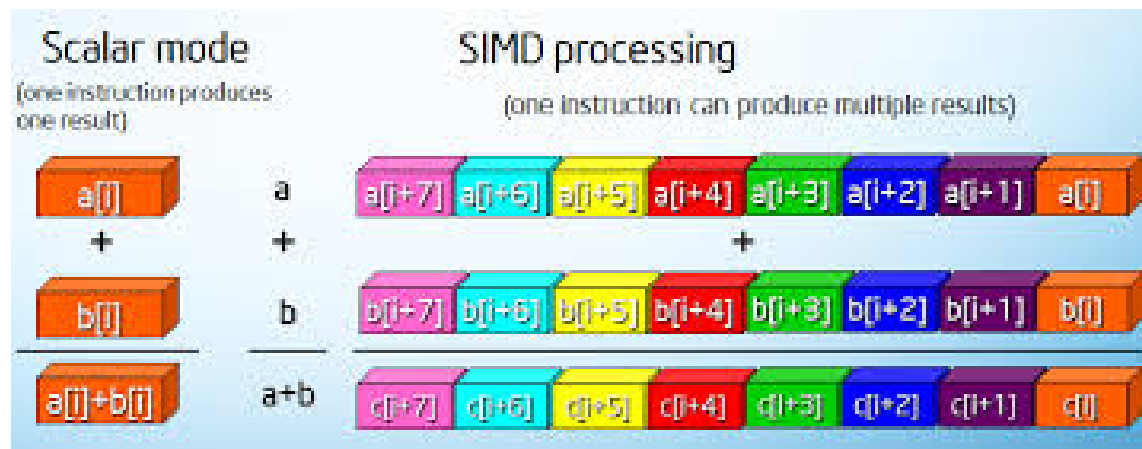 Scalar mode
(one instruction produces
one result)
SIMD processing
(one instruction can produce multiple results)
a[i]
a
a[i+7] a[i+6] a[i+5] a[i+4] a[i+3] a[i+2] a[i+1] a[i]
+
+
+
b[i]
b
b[i+7] b[i+6] b[i+5] b[i+4] b[i+3] b[i+2] b[i+1] b[i]
a[i]+b[i]
a+b
c[i+7] c[i+6] c[i+5] c[i+4] c[i+3] c[i+2] c[i+1] c[i]